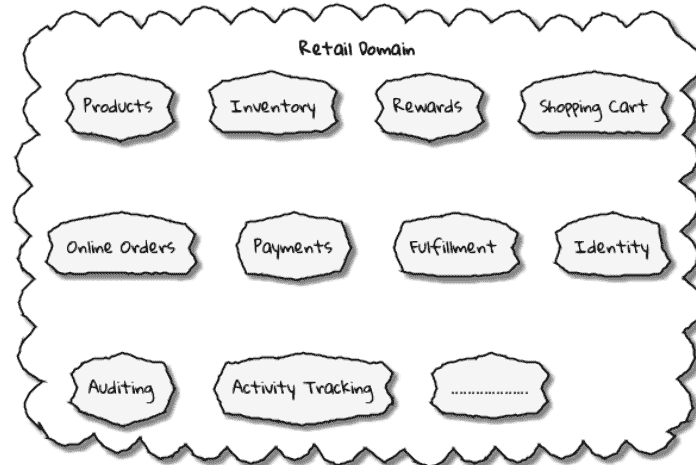 Retail Domain
Products
Inventory
Rewards
Shopping Cart
Online Orders
Payments
Fulfillment
Identity
Auditing
Activity Tracking
..................